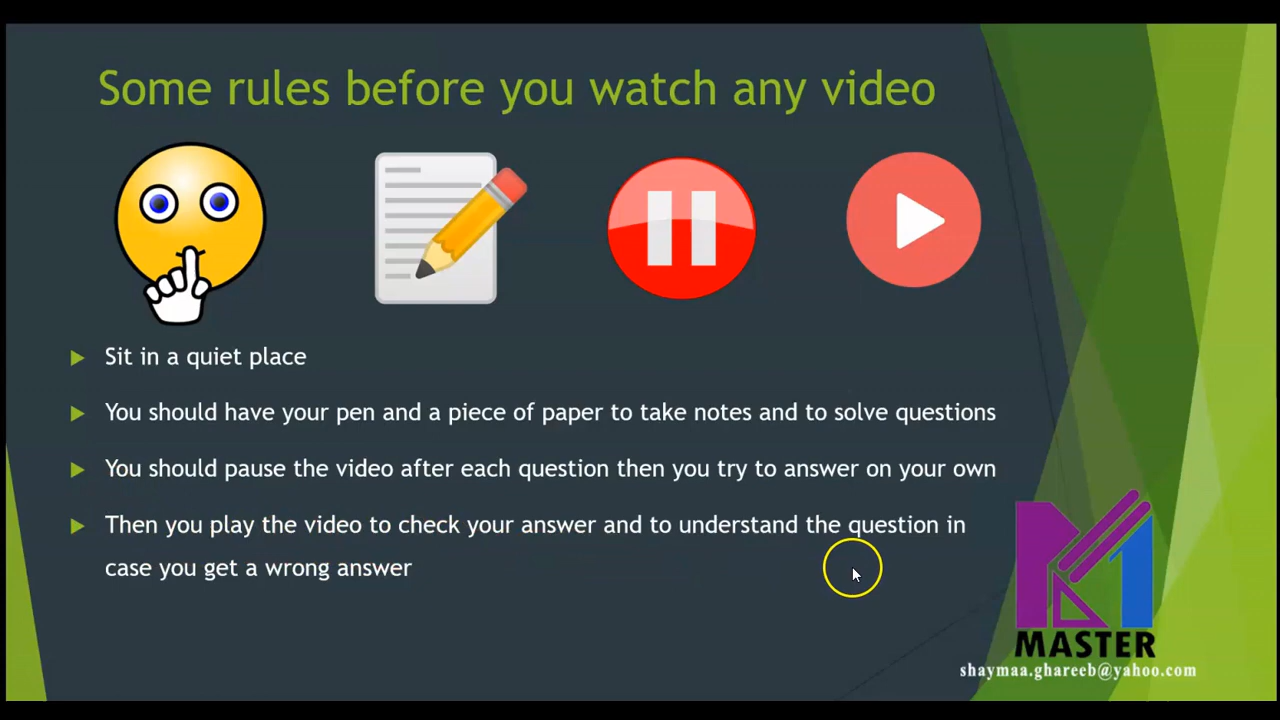 Some rules before you watch any video
Sit in a quiet place
You should have your pen and a piece of paper to take notes and to solve questions
You should pause the video after each question then you try to answer on your own
Then you play the video to check your answer and to understand the question in
case you get a wrong answer
M1
MASTER
shaymaa.ghareeb@yahoo.com